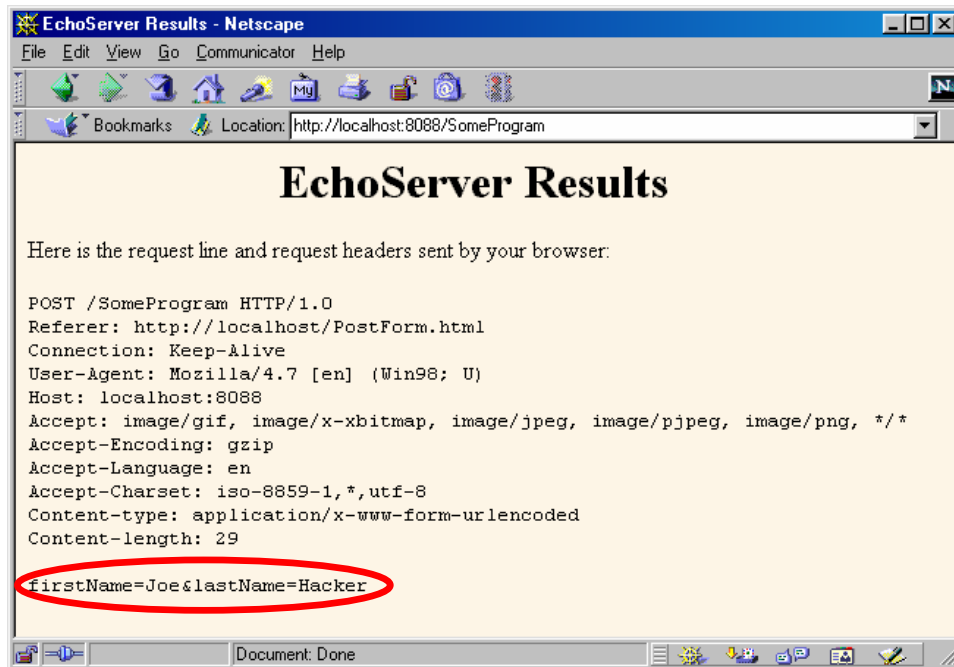 EchoServer Results - Netscape
File Edit View Go Communicator Help
My
N
Bookmarks Location: http://localhost:8088/SomeProgram
EchoServer Results
Here is the request line and request headers sent by your browser:
POST /SomeProgram HTTP/1.0
Referer: http://localhost/PostForm.html
Connection: Keep-Alive
User-Agent: Mozilla/4.7 [en] (Win98; U)
Host: localhost:8088
Accept: image/gif, image/x-xbitmap, image/jpeg, image/pjpeg, image/png, */*
Accept-Encoding: gzip
Accept-Language: en
Accept-Charset: iso-8859-1,*,utf-8
Content-type: application/x-www-form-urlencoded
Content-length: 29
firstName=Joe&lastName=Hacker
Document: Done